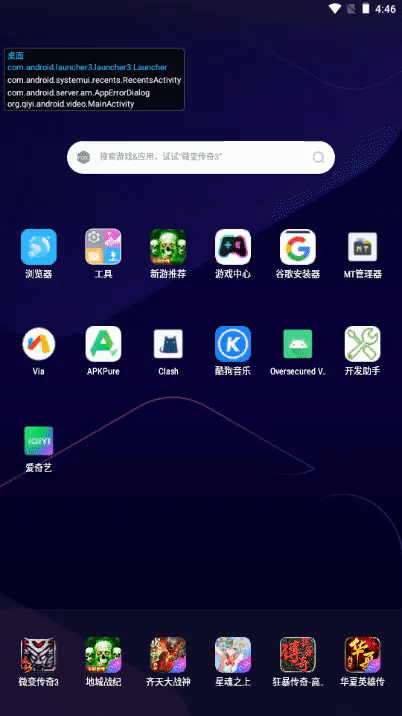 4:46
桌面
com.android.launcher3.launcher3.Launcher
com.android.systemui.recents.RecentsActivity
com.android.server.am.AppErrorDialog
org.qiyi.android.video.MainActivity
搜索游戏&应用，试试"微变传奇3"
浏览器
工具
新游推荐
游戏中心
谷歌安装器
MT管理器
Via
APKPure
Clash
酷狗音乐
Oversecured V..
开发助手
iQIYI
爱奇艺
微变传奇3
地城战纪
齐天大战神
星魂之上
狂暴传奇-高..
华夏英雄传